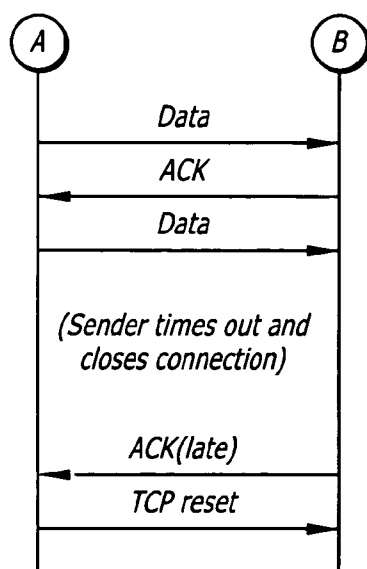 A
B
Data
ACK
Data
(Sender times out and
closes connection)
ACK(late)
TCP reset